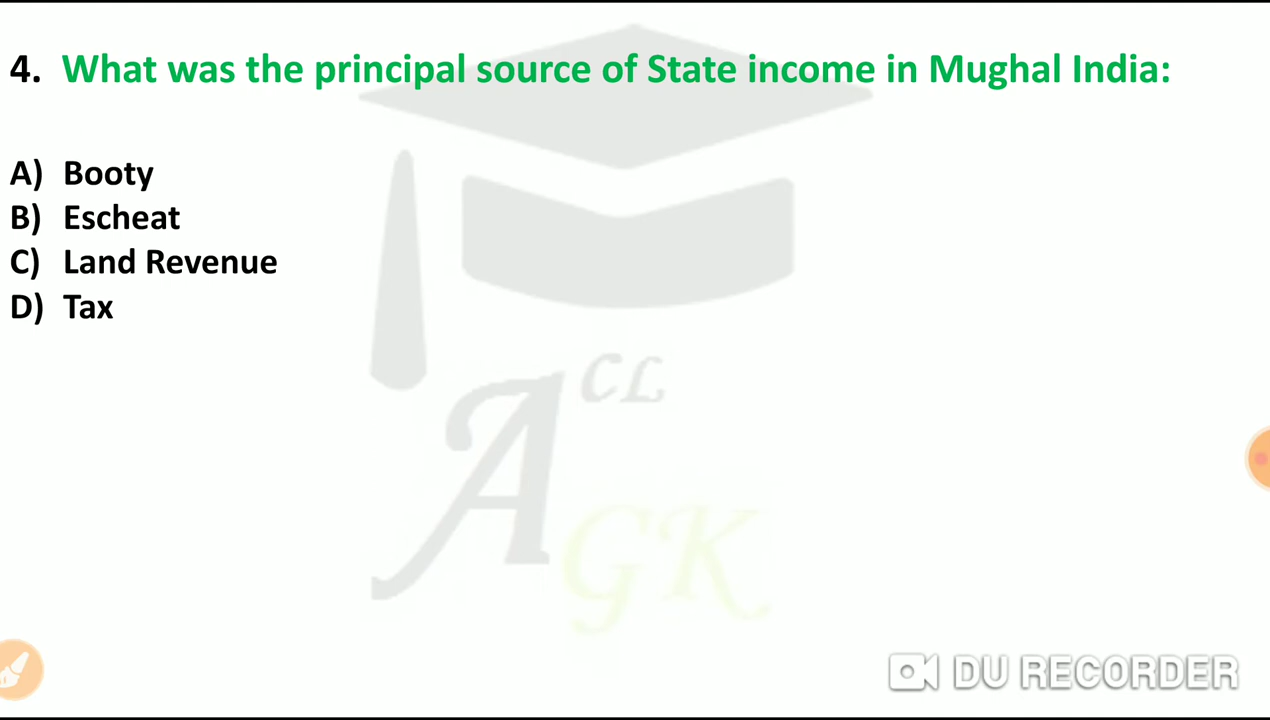 4. What was the principal source of State income in Mughal India:
A) Booty
B) Escheat
C) Land Revenue
D) Tax
A CL
GK
DU RECORDER